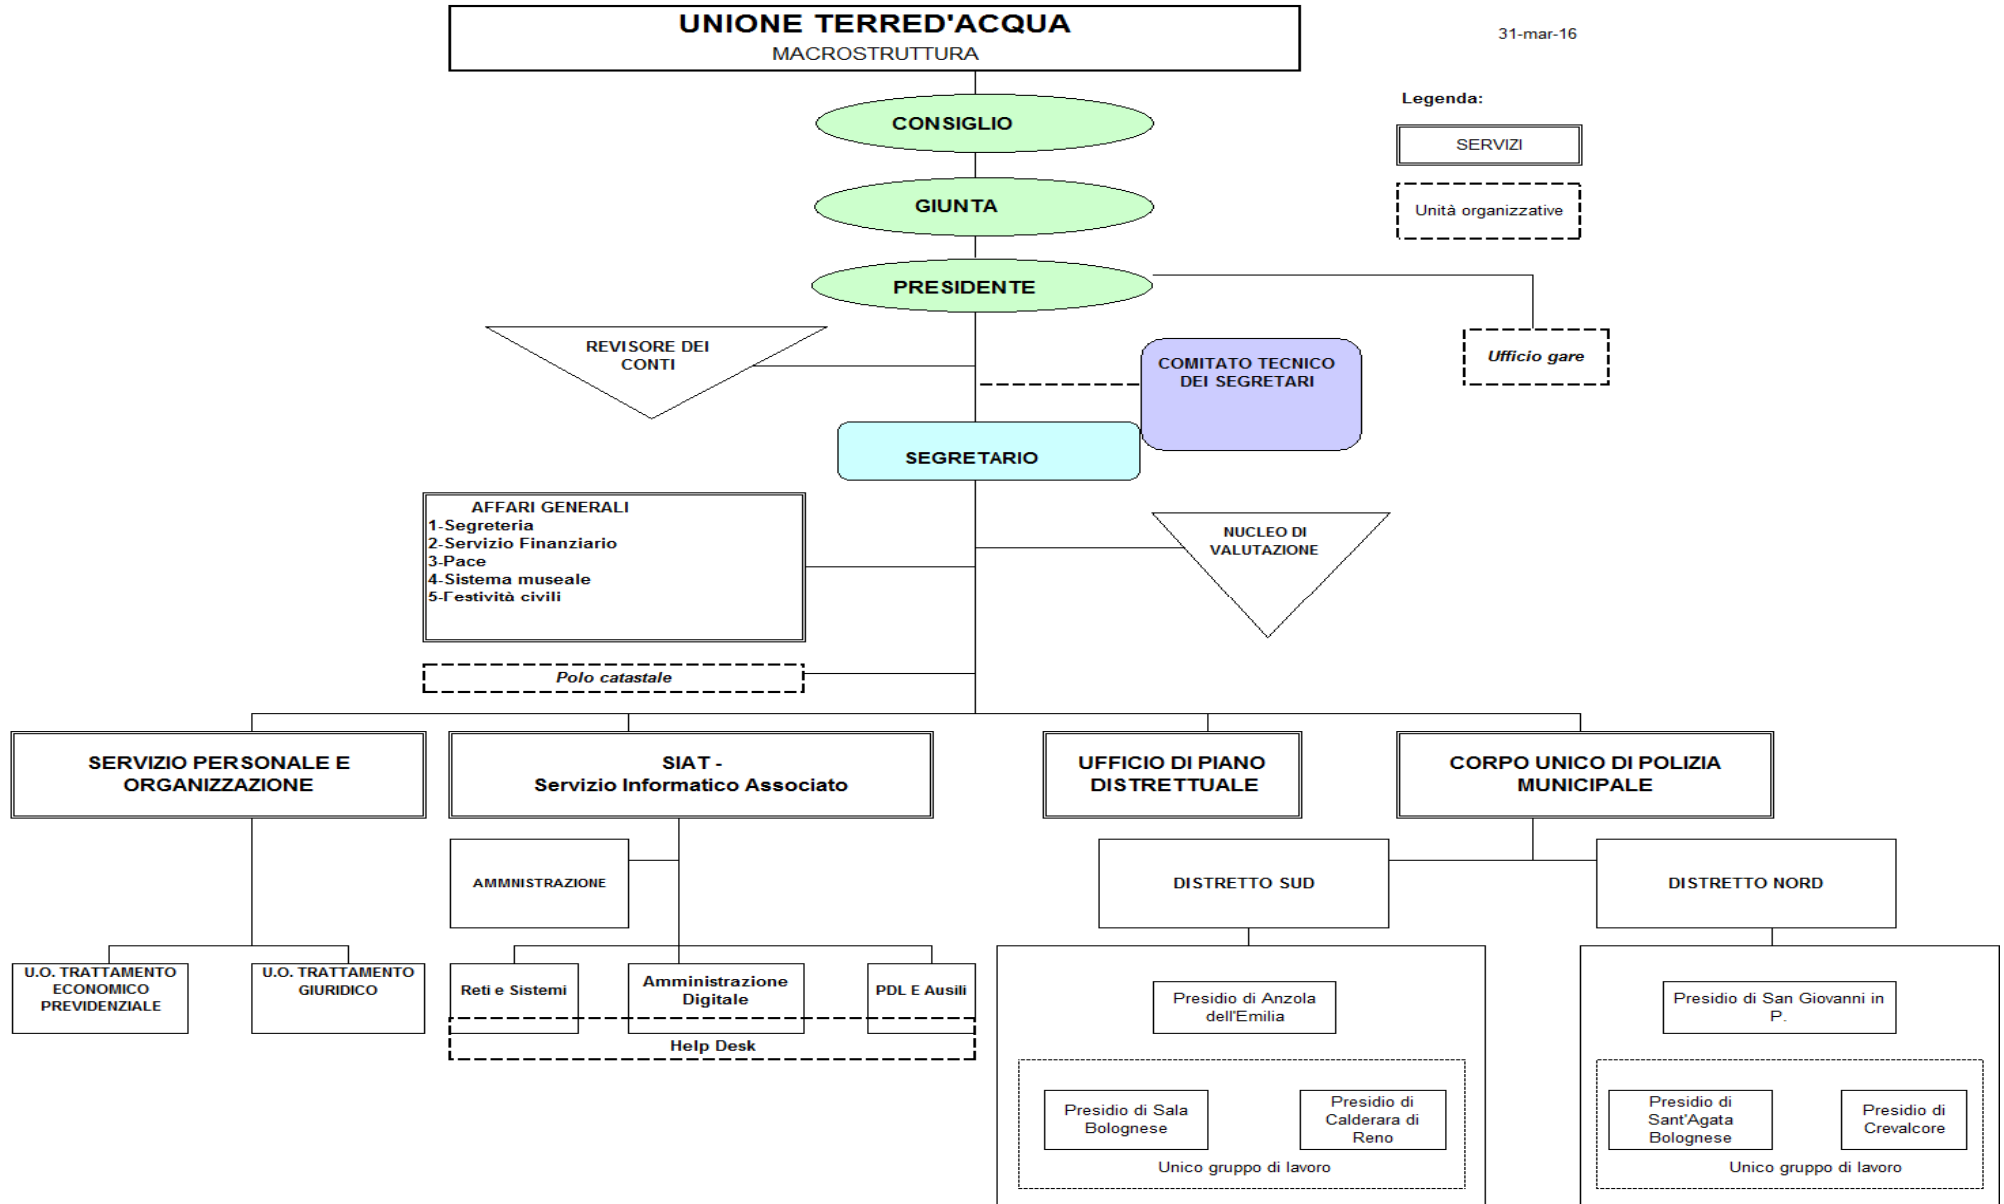 UNIONE TERRED'ACQUA
MACROSTRUTTURA
31-mar-16
Legenda:
SERVIZI
Unità organizzative
CONSIGLIO
GIUNTA
PRESIDENTE
REVISORE DEI
CONTI
COMITATO TECNICO
DEI SEGRETARI
Ufficio gare
SEGRETARIO
AFFARI GENERALI
1-Segreteria
2-Servizio Finanziario
3-Pace
4-Sistema museale
5-Festività civili
NUCLEO DI
VALUTAZIONE
Polo catastale
SERVIZIO PERSONALE E
ORGANIZZAZIONE
SIAT -
Servizio Informatico Associato
UFFICIO DI PIANO
DISTRETTUALE
CORPO UNICO DI POLIZIA
MUNICIPALE
AMMNISTRAZIONE
DISTRETTO SUD
DISTRETTO NORD
U.O. TRATTAMENTO
ECONOMICO
PREVIDENZIALE
U.O. TRATTAMENTO
GIURIDICO
Reti e Sistemi
Amministrazione
Digitale
PDL E Ausili
Help Desk
Presidio di Anzola
dell'Emilia
Presidio di San Giovanni in
P.
Presidio di Sala
Bolognese
Presidio di
Calderara di
Reno
Unico gruppo di lavoro
Presidio di
Sant'Agata
Bolognese
Presidio di
Crevalcore
Unico gruppo di lavoro